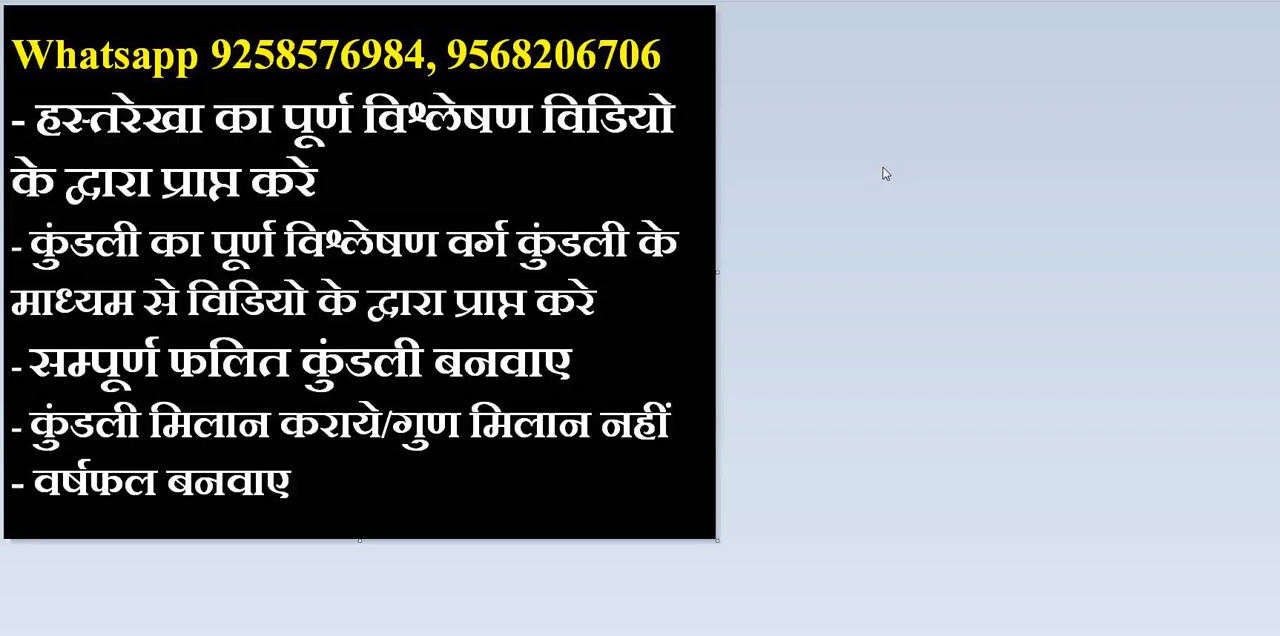 Whatsapp 9258576984, 9568206706
- हस्तरेखा का पूर्ण विश्लेषण विडियो
के द्वारा प्राप्त करे
- कुंडली का पूर्ण विश्लेषण वर्ग कुंडली के
माध्यम से विडियो के द्वारा प्राप्त करे
- सम्पूर्ण फलित कुंडली बनवाए
- कुंडली मिलान कराये/गुण मिलान नहीं
- वर्षफल बनवाए